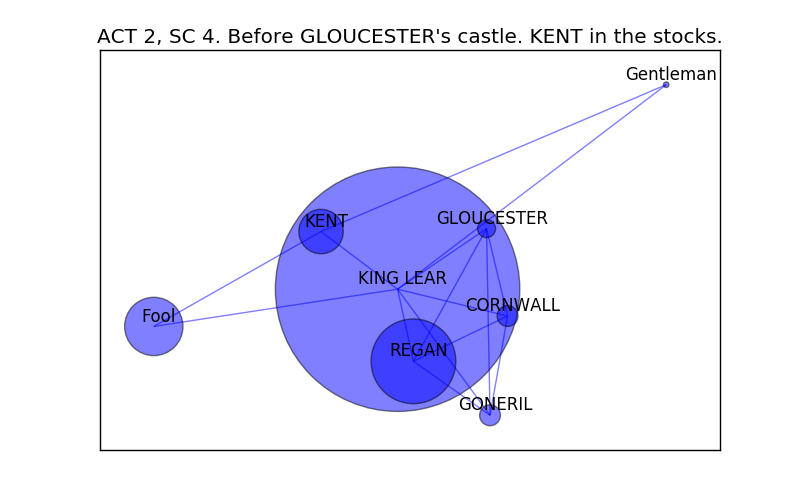 ACT 2, SC 4. Before GLOUCESTER's castle. KENT in the stocks.
Gentleman
KENT
GLOUCESTER
KING LEAR
CORNWALL
Fool
REGAN
GONERIL